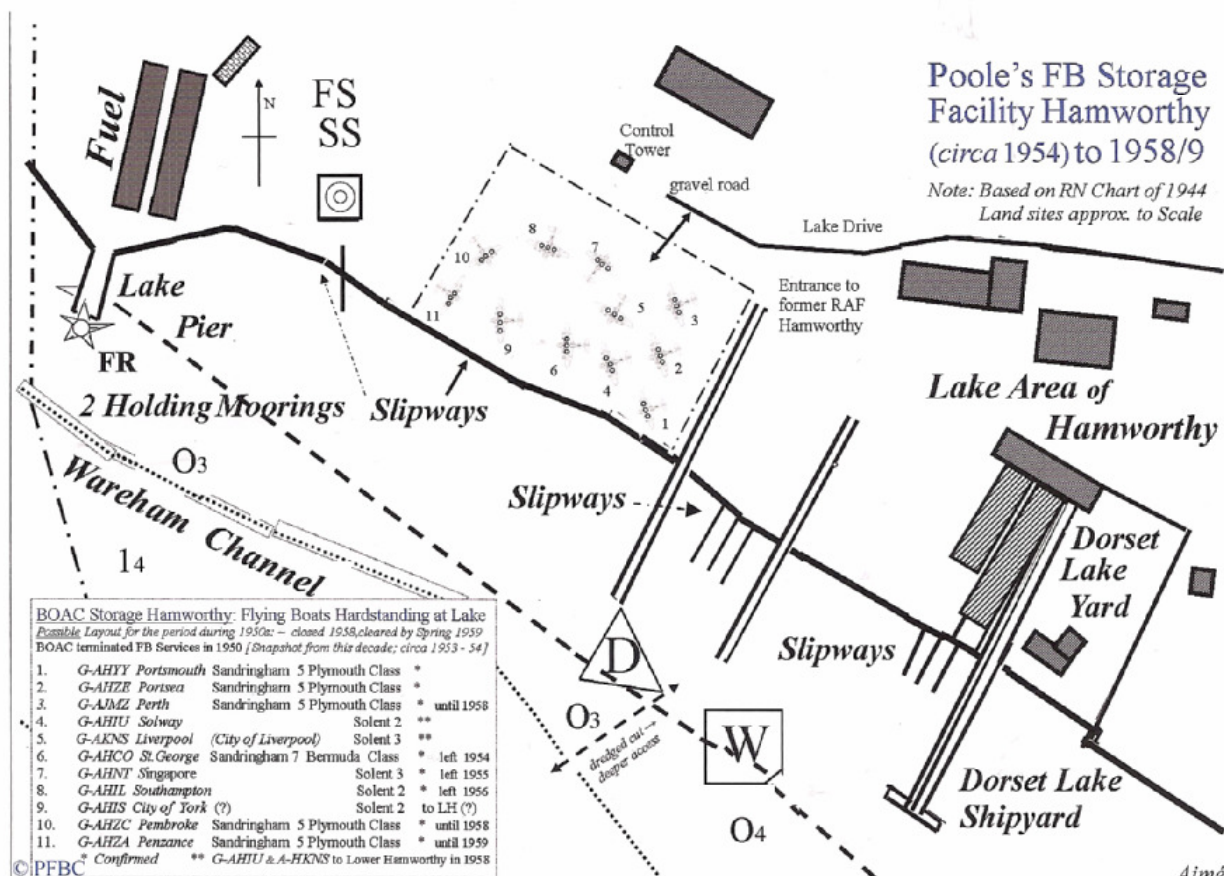 Poole's FB Storage
Facility Hamworthy
(circa 1954) to 1958/9
Note: Based on RN Chart of 1944
Land sites approx. to Scale
Fuel
N
FS
SS
Control
Tower
gravel road
Lake Drive
Entrance to
former RAF
Hamworthy
8
7
10
11
9
5
3
6
4
2
1
Lake
Pier
FR
2 Holding Moorings
Slipways
Lake Area of
Hamworthy
O3
Wareham Channel
14
Slipways
Dorset
Lake
Yard
Slipways
D
O3
dredged cut
deeper access
W
O4
Dorset Lake
Shipyard
BOAC Storage Hamworthy: Flying Boats Hardstanding at Lake
Possible Layout for the period during 1950s: – closed 1958,cleared by Spring 1959
BOAC terminated FB Services in 1950 [Snapshot from this decade; circa 1953 - 54]
1. G-AHYY Portsmouth Sandringham 5 Plymouth Class *
2. G-AHZE Portsea Sandringham 5 Plymouth Class *
3. G-AJMZ Perth Sandringham 5 Plymouth Class * until 1958
4. G-AHIU Solway Solent 2 **
5. G-AKNS Liverpool (City of Liverpool) Solent 3 **
6. G-AHCO St.George Sandringham 7 Bermuda Class * left 1954
7. G-AHNT Singapore Solent 3 * left 1955
8. G-AHIL Southampton Solent 2 * left 1956
9. G-AHIS City of York (?) Solent 2 to LH (?)
10. G-AHZC Pembroke Sandringham 5 Plymouth Class * until 1958
11. G-AHZA Penzance Sandringham 5 Plymouth Class * until 1959
* Confirmed ** G-AHIU & A-HKNS to Lower Hamworthy in 1958
© PFBC